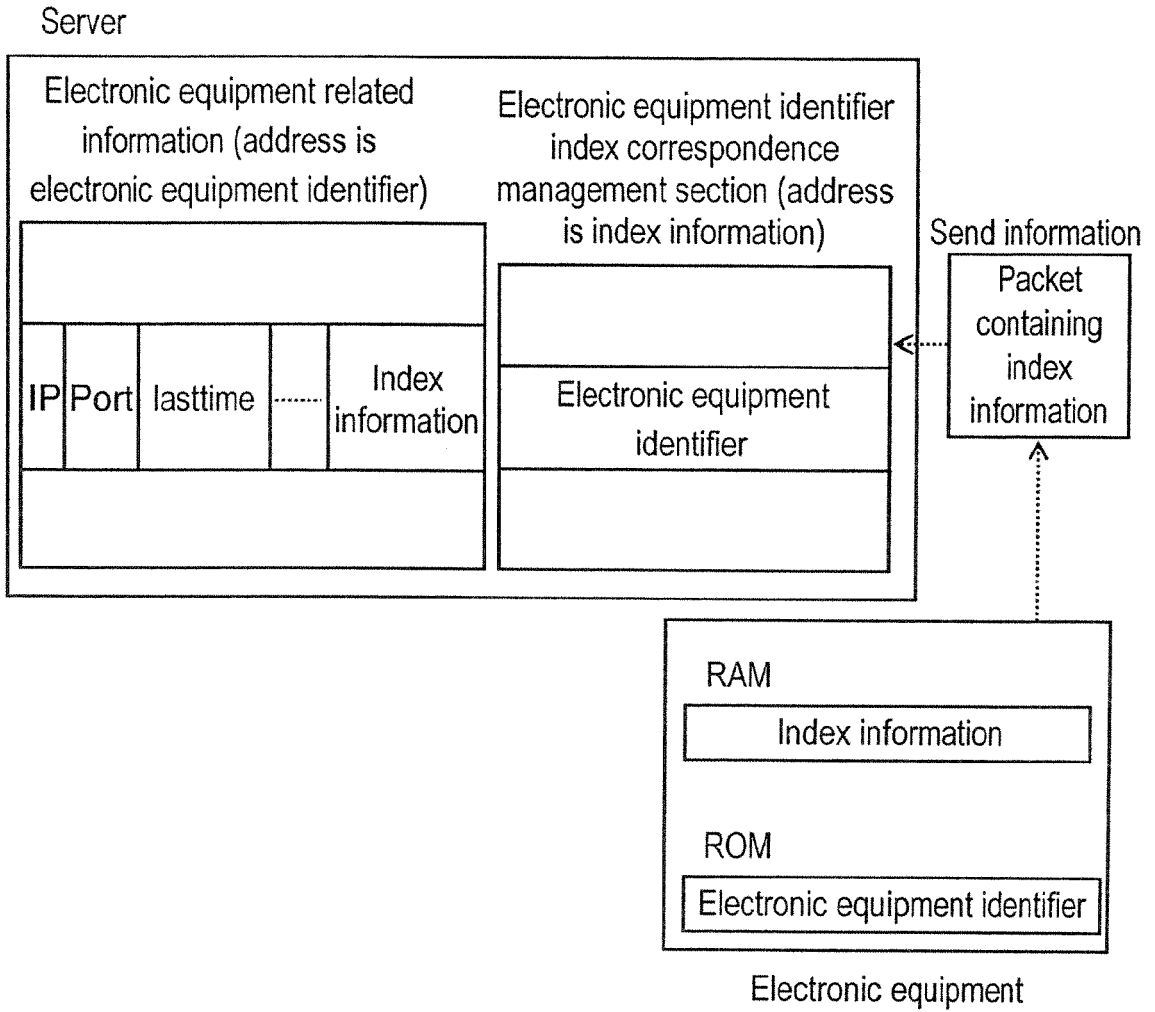 Server
Electronic equipment related
information (address is
electronic equipment identifier)
Electronic equipment identifier
index correspondence
management section (address
is index information)
IP
Port
lasttime
Index
information
Electronic equipment
identifier
Send information
Packet
containing
index
information
RAM
Index information
ROM
Electronic equipment identifier
Electronic equipment